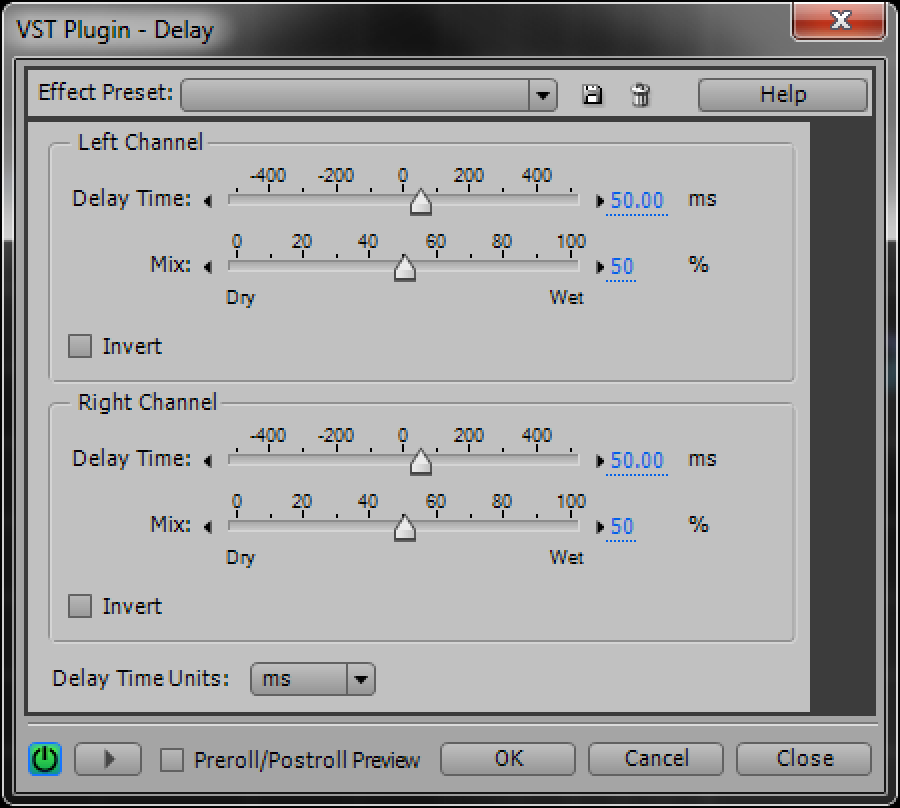 VST Plugin - Delay
X
Effect Preset: Help
Left Channel
-400 -200 0 200 400
Delay Time: 50.00 ms
0 20 40 60 80 100
Mix: 50 %
Dry Wet
Invert
Right Channel
-400 -200 0 200 400
Delay Time: 50.00 ms
0 20 40 60 80 100
Mix: 50 %
Dry Wet
Invert
Delay Time Units: ms
Preroll/Postroll Preview OK Cancel Close